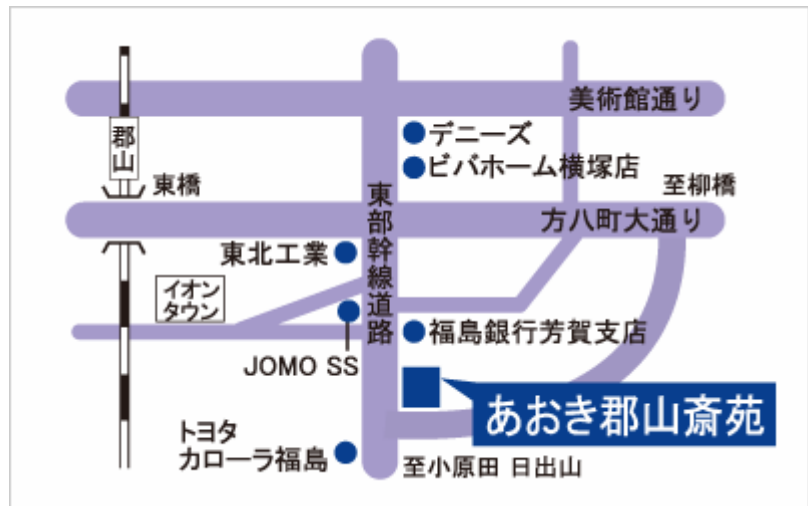 美術館通り
郡山
デニーズ
ビバホーム横塚店
東橋
至柳橋
東部幹線道路
方八町大通り
東北工業
イオン
タウン
福島銀行芳賀支店
JOMO SS
あおき郡山斎苑
トヨタ
カローラ福島
至小原田 日出山